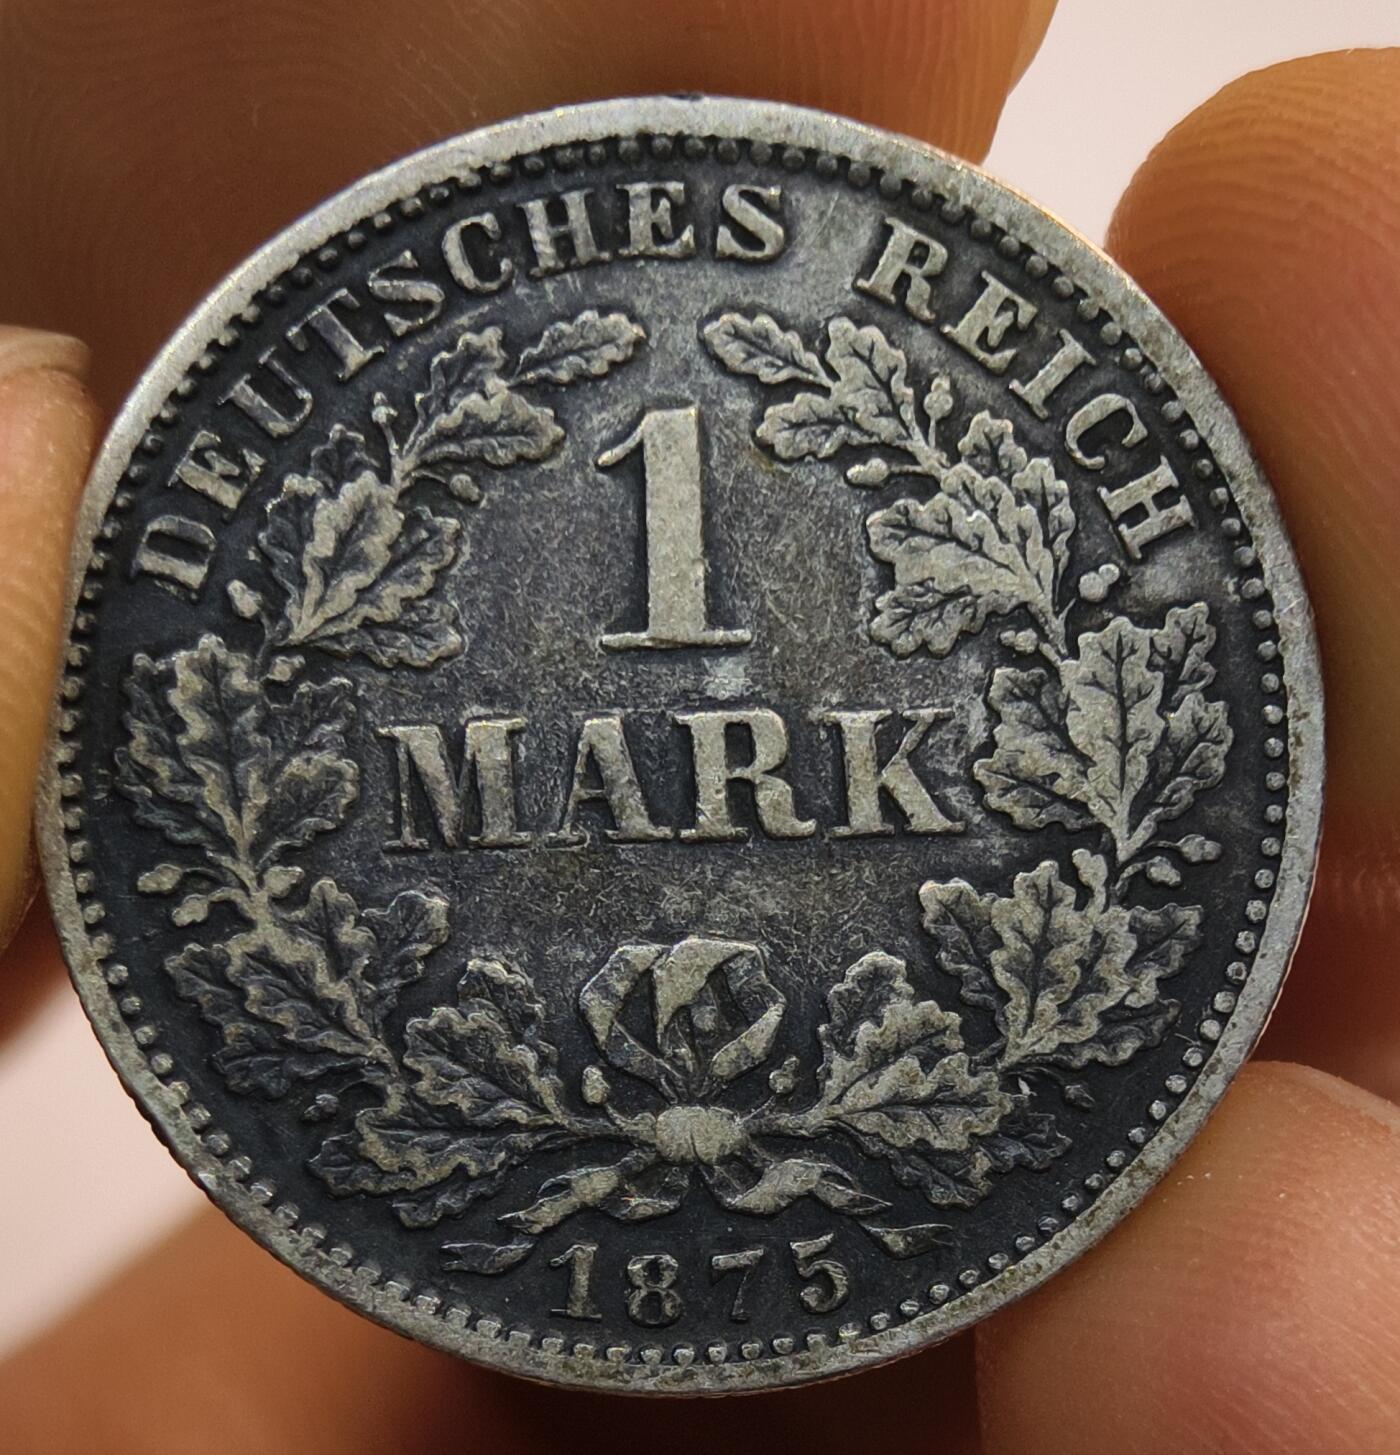 DEUTSCHES REICH
1
MARK
1875